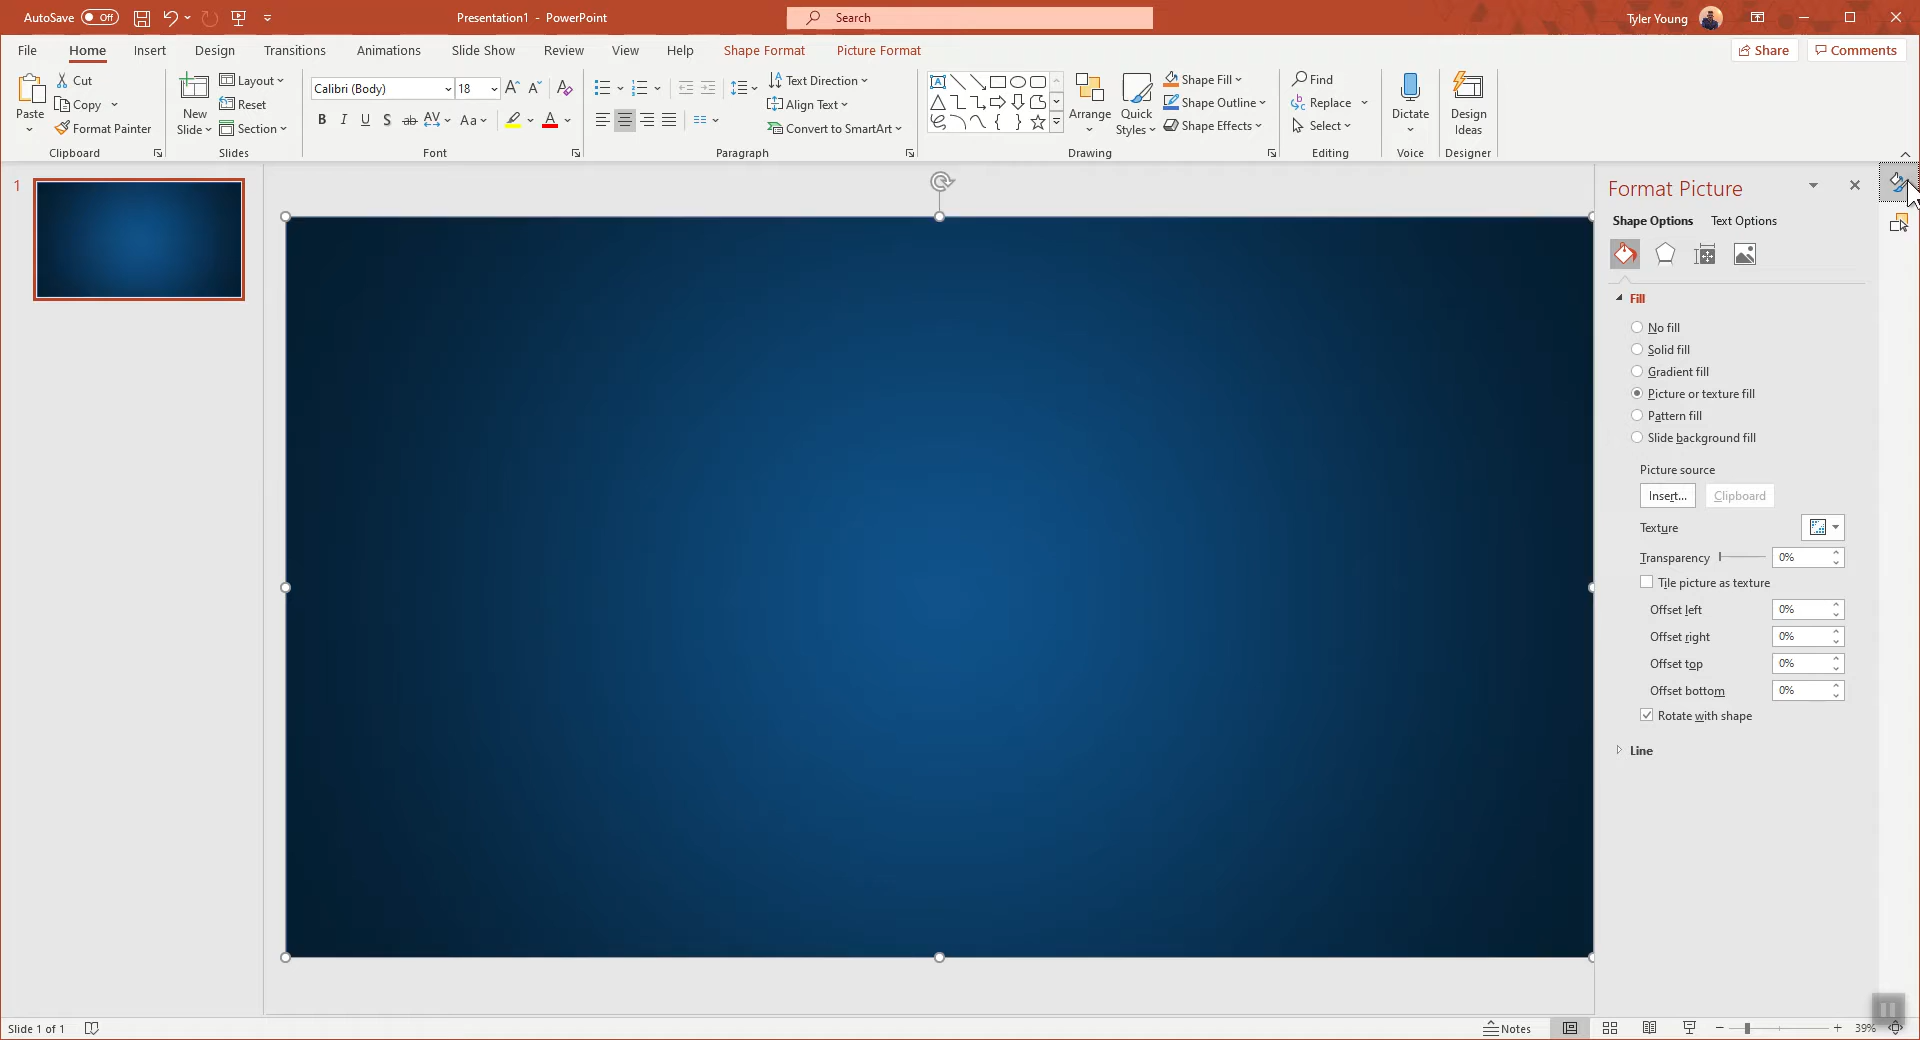 AutoSave Off Presentation1 - PowerPoint Search Tyler Young
File Home Insert Design Transitions Animations Slide Show Review View Help Shape Format Picture Format Share Comments
Paste
Cut
Copy
Format Painter
Clipboard
New
Slide
Layout
Reset
Section
Slides
Calibri (Body) 18
B I U S ab AV Aa A
Font
Text Direction
Align Text
Convert to SmartArt
Paragraph
Arrange
Quick
Styles
Shape Fill
Shape Outline
Shape Effects
Drawing
Find
Replace
Select
Editing
Dictate
Voice
Design
Ideas
Designer
1
Format Picture
Shape Options Text Options
Fill
No fill
Solid fill
Gradient fill
Picture or texture fill
Pattern fill
Slide background fill
Picture source
Insert... Clipboard
Texture
Transparency 0%
Tile picture as texture
Offset left 0%
Offset right 0%
Offset top 0%
Offset bottom 0%
Rotate with shape
Line
Slide 1 of 1 Notes 39%